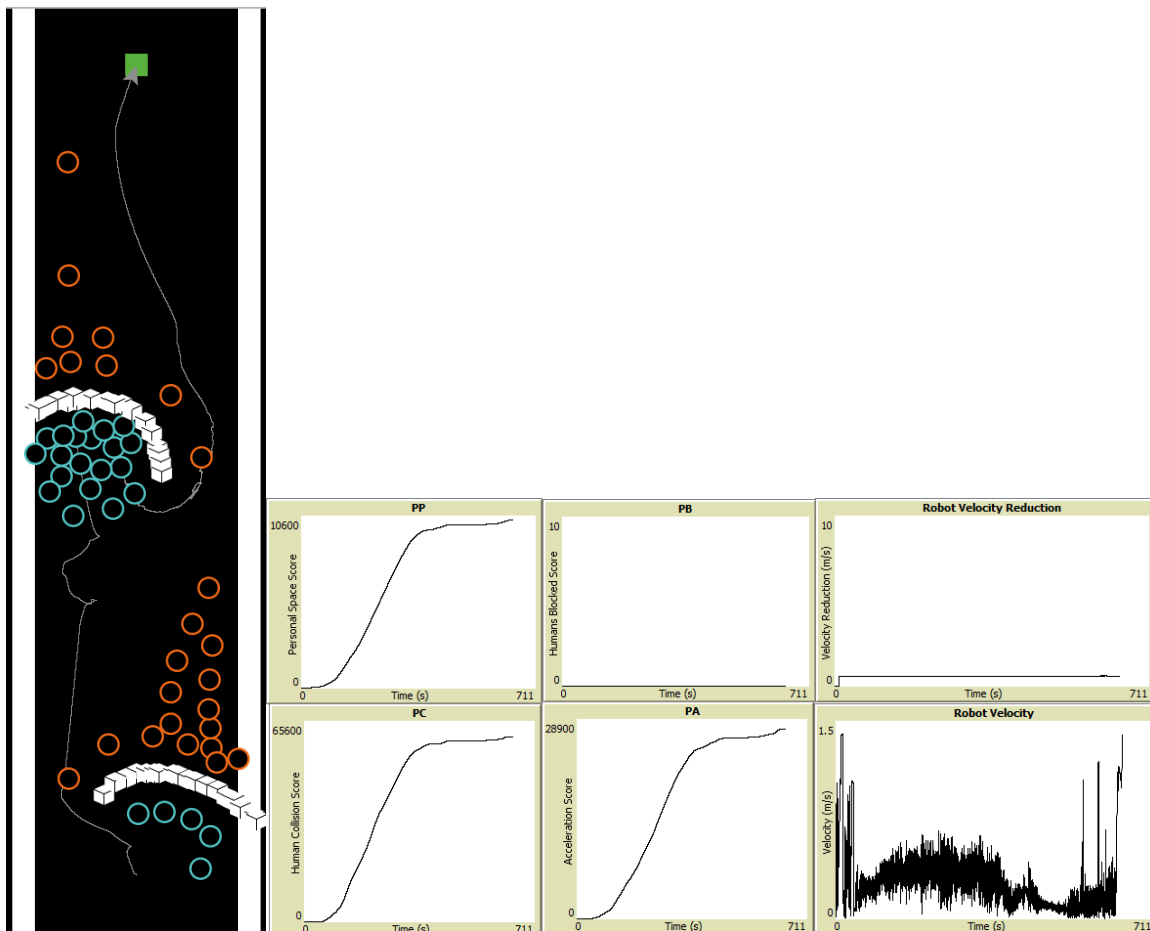 PP
10600
Personal Space Score
0
0
Time (s)
711
PB
10
Humans Blocked Score
0
0
Time (s)
711
Robot Velocity Reduction
10
Velocity Reduction (m/s)
0
0
Time (s)
711
PC
65600
Human Collision Score
0
0
Time (s)
711
PA
28900
Acceleration Score
0
0
Time (s)
711
Robot Velocity
1.5
Velocity (m/s)
0
0
Time (s)
711